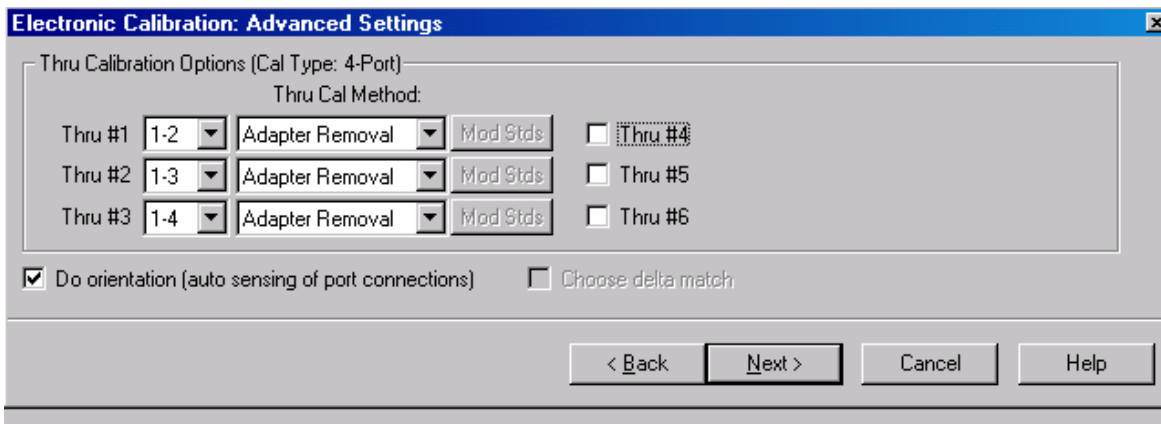 Electronic Calibration: Advanced Settings
Thru Calibration Options (Cal Type: 4-Port)
Thru Cal Method:
Thru #1 1-2 Adapter Removal Mod Stds Thru #4
Thru #2 1-3 Adapter Removal Mod Stds Thru #5
Thru #3 1-4 Adapter Removal Mod Stds Thru #6
Do orientation (auto sensing of port connections) Choose delta match
< Back Next > Cancel Help